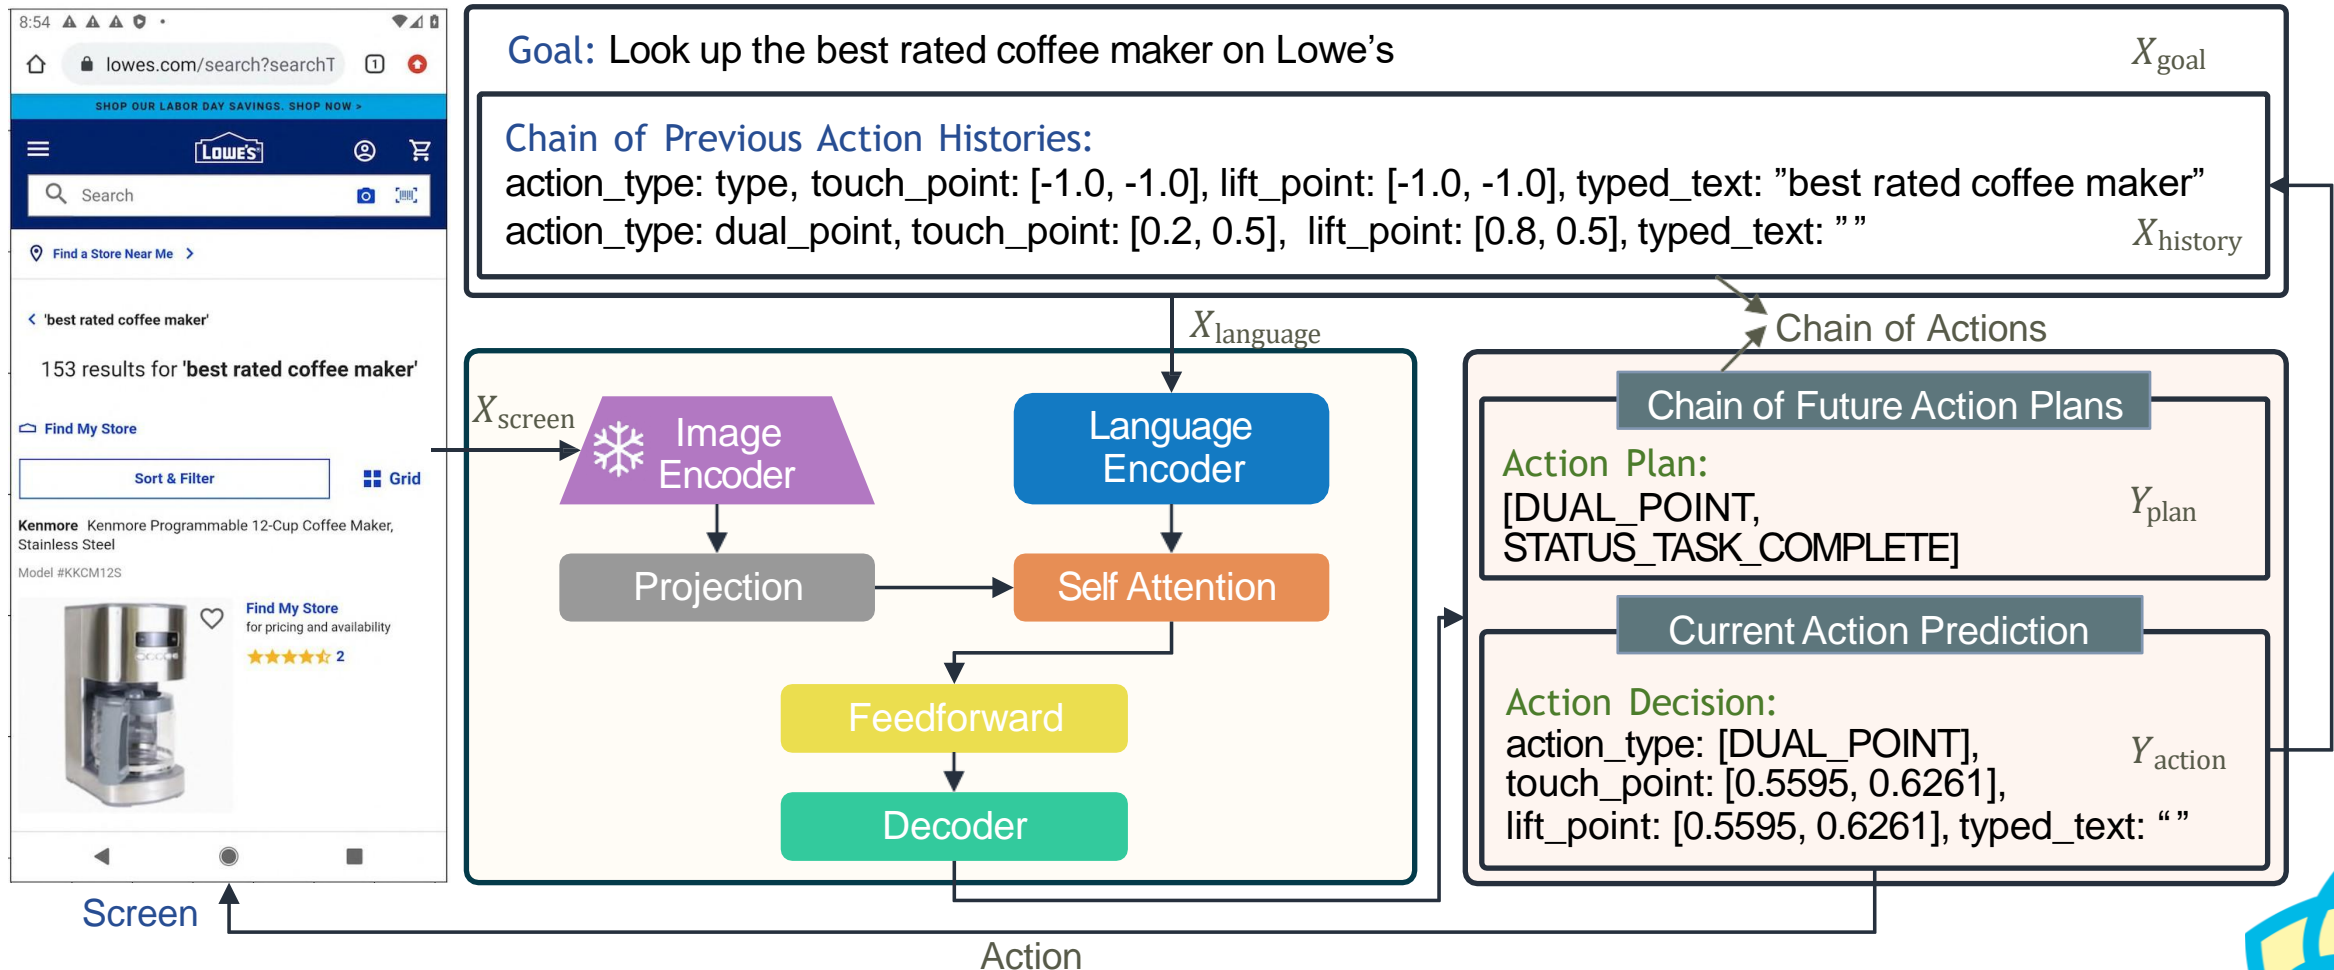 8:54
lowes.com/search?searchT
1
SHOP OUR LABOR DAY SAVINGS. SHOP NOW >
LOWE'S
Search
Find a Store Near Me >
'best rated coffee maker'
153 results for 'best rated coffee maker'
Find My Store
Sort & Filter
Grid
Kenmore Kenmore Programmable 12-Cup Coffee Maker,
Stainless Steel
Model #KKCM12S
Find My Store
for pricing and availability
2
Screen
Goal: Look up the best rated coffee maker on Lowe's
X goal
Chain of Previous Action Histories:
action_type: type, touch_point: [-1.0, -1.0], lift_point: [-1.0, -1.0], typed_text: ”best rated coffee maker”
action_type: dual_point, touch_point: [0.2, 0.5], lift_point: [0.8, 0.5], typed_text: ” ”
X history
X language
Chain of Actions
X screen
Image
Encoder
Language
Encoder
Projection
Self Attention
Feedforward
Decoder
Chain of Future Action Plans
Action Plan:
[DUAL_POINT,
STATUS_TASK_COMPLETE]
Y plan
Current Action Prediction
Action Decision:
action_type: [DUAL_POINT],
touch_point: [0.5595, 0.6261],
lift_point: [0.5595, 0.6261], typed_text: “ ”
Y action
Action